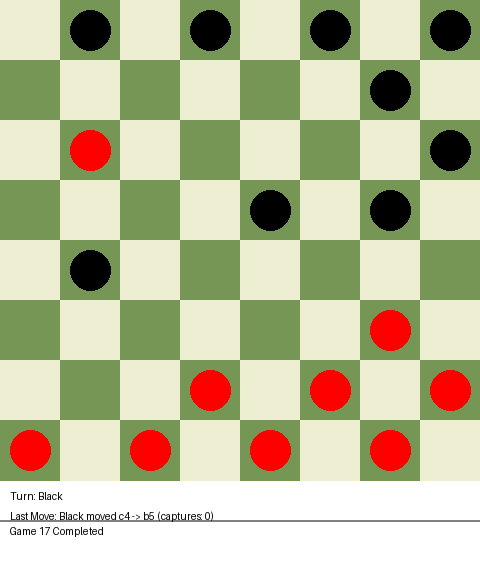 Turn: Black
Last Move: Black moved c4 -> b5 (captures: 0)
Game 17 Completed